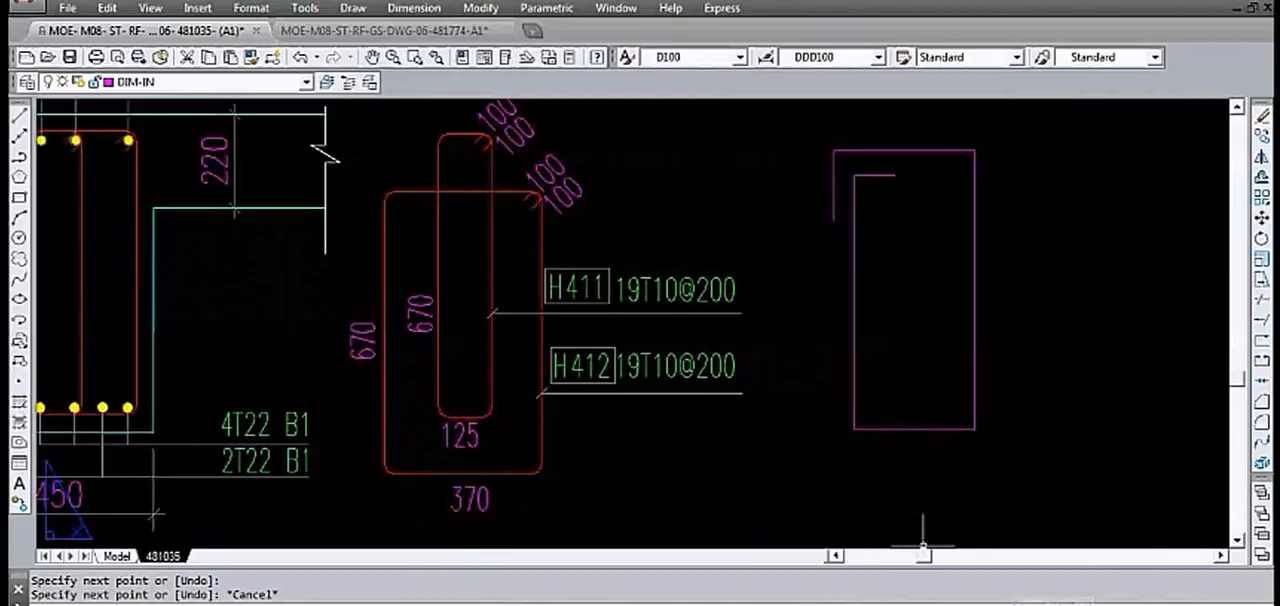 File Edit View Insert Format Tools Draw Dimension Modify Parametric Window Help Express
MOE- M08- ST- RF- ... 06- 481035- (A1)* MOE-M08-ST-RF-GS-DWG-06-481774-A1*
D100 DDD100 Standard Standard
DIM-IN
100
100
100
100
220
H411 19T10@200
670
670
H412 19T10@200
4T22 B1
125
2T22 B1
450
370
A
Model 481035
Specify next point or [Undo]:
Specify next point or [Undo]: *Cancel*